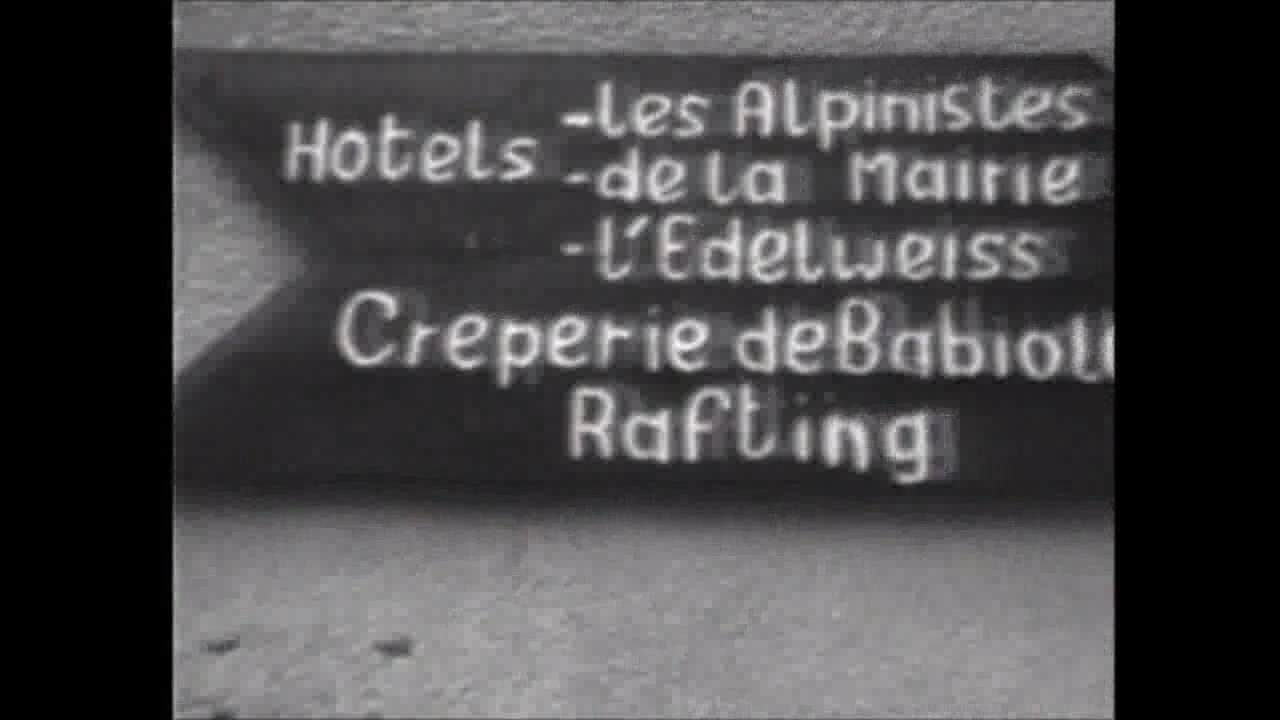 Hotels -les Alpinistes
-de la Mairie
-l'Edelweiss
Creperie de
Rafting